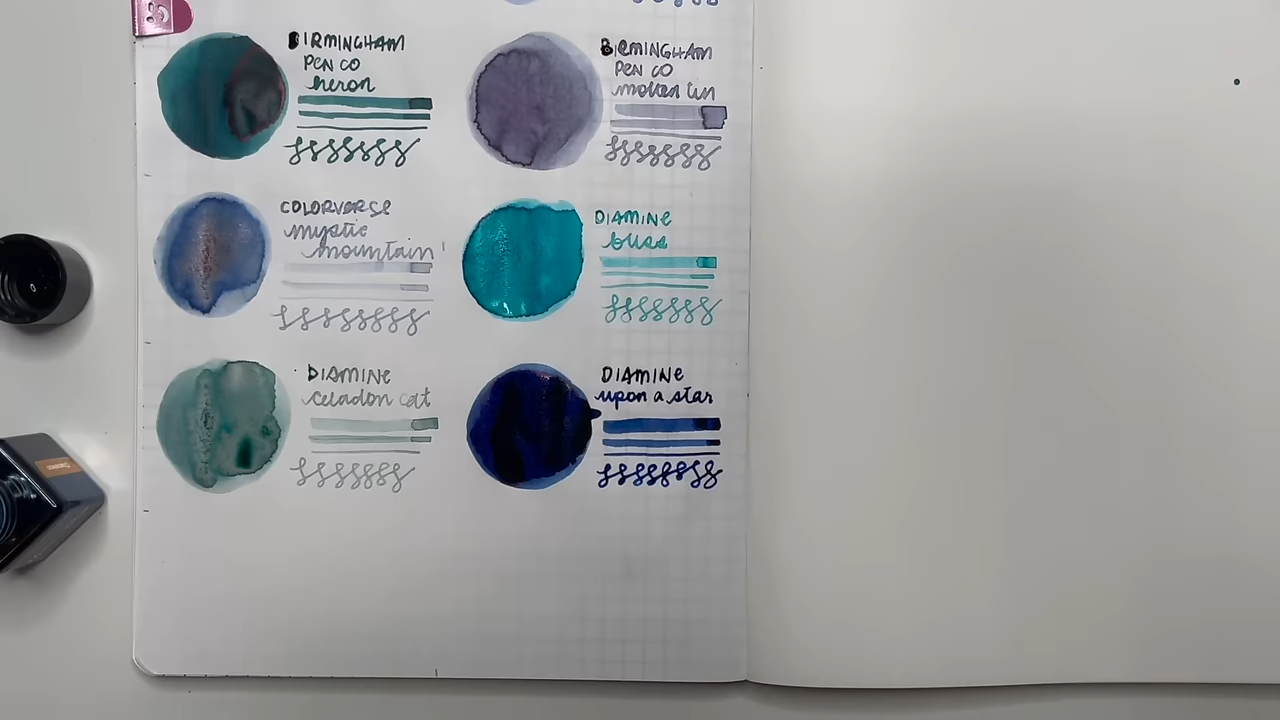 BIRMINGHAM
PEN CO
heron
BIRMINGHAM
PEN CO
molten tin
COLORVERSE
mystic
mountain
DIAMINE
bliss
DIAMINE
celadon cat
DIAMINE
upon a star